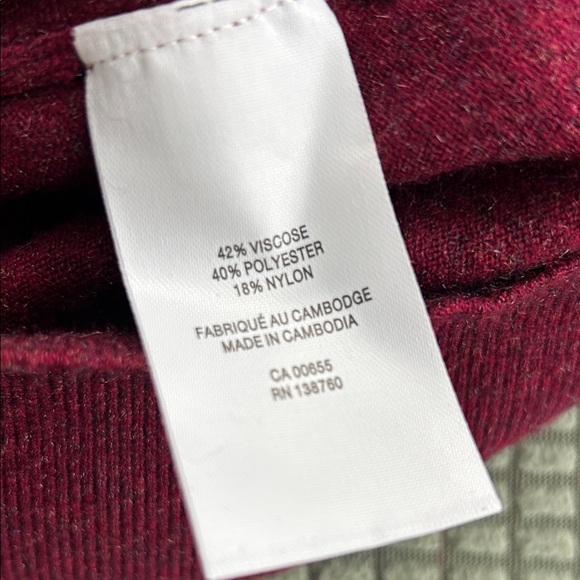 42% VISCOSE
40% POLYESTER
18% NYLON
FABRIQUÉ AU CAMBODGE
MADE IN CAMBODIA
CA 00655
RN 138760